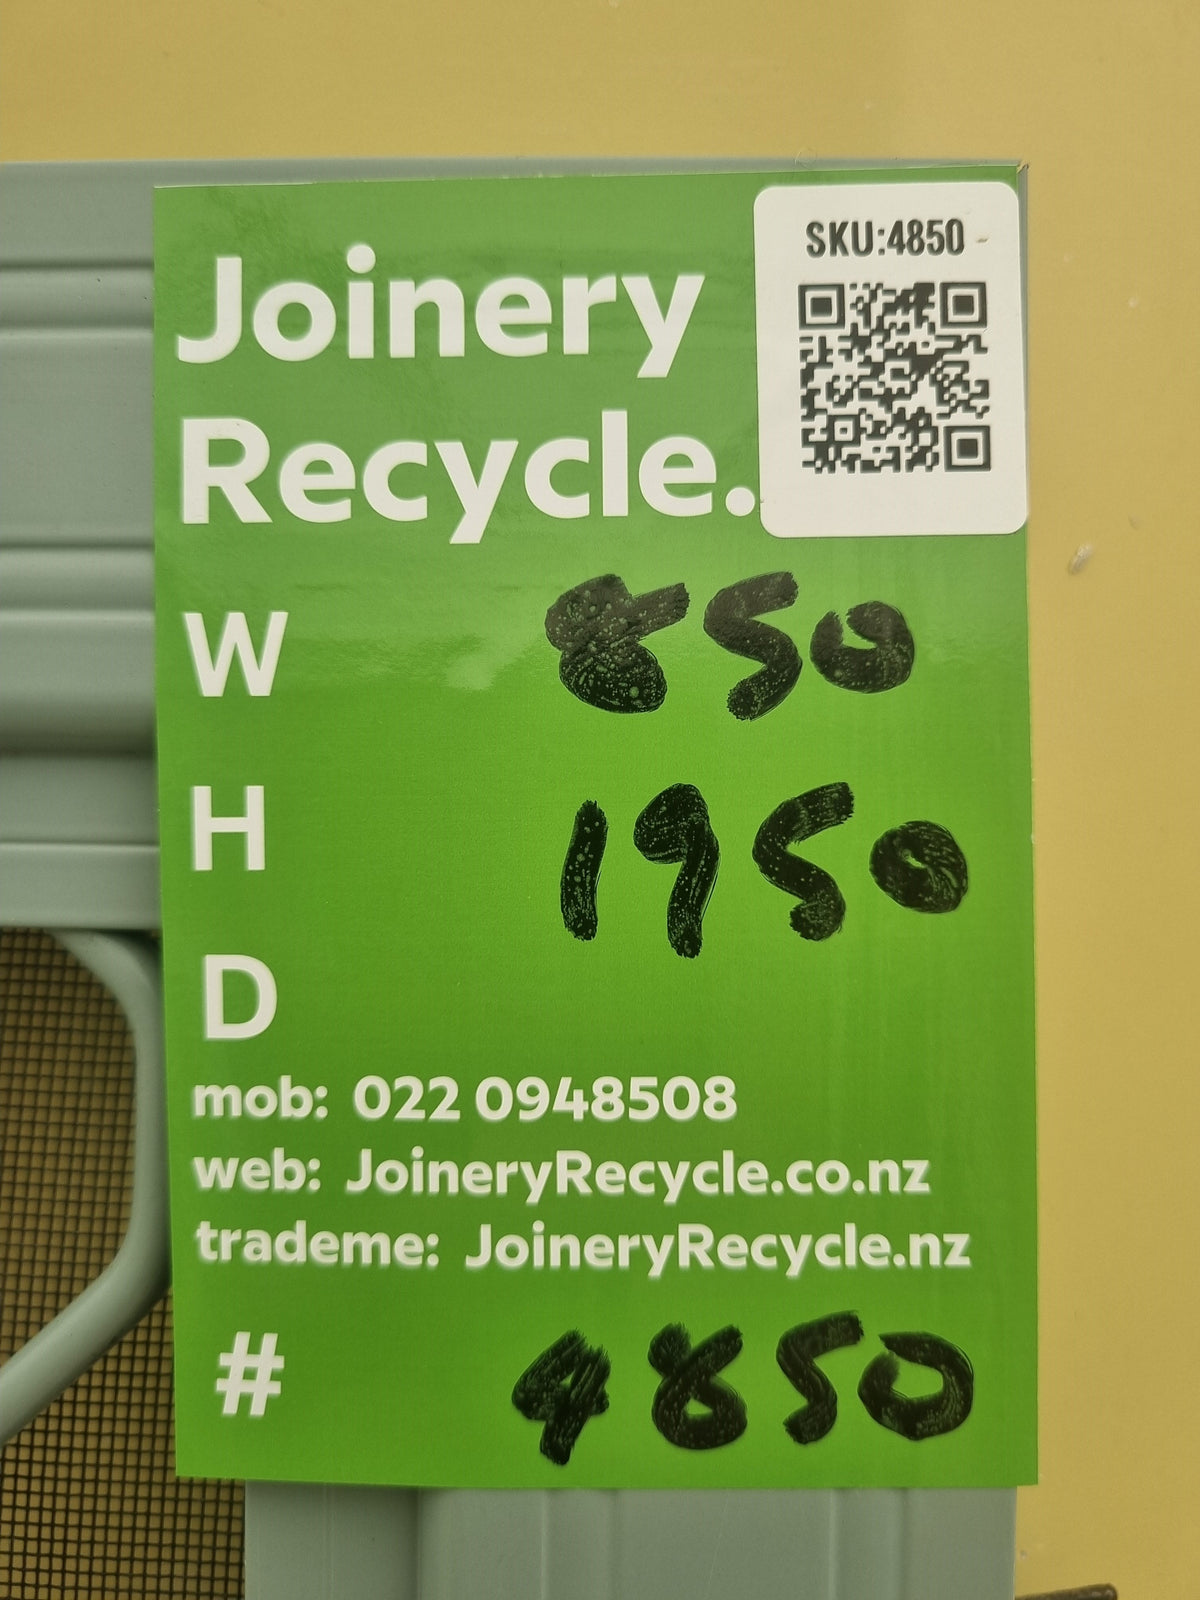 Joinery
Recycle.
SKU:4850
W 850
H 1950
D
mob: 022 0948508
web: JoineryRecycle.co.nz
trademe: JoineryRecycle.nz
# 4850